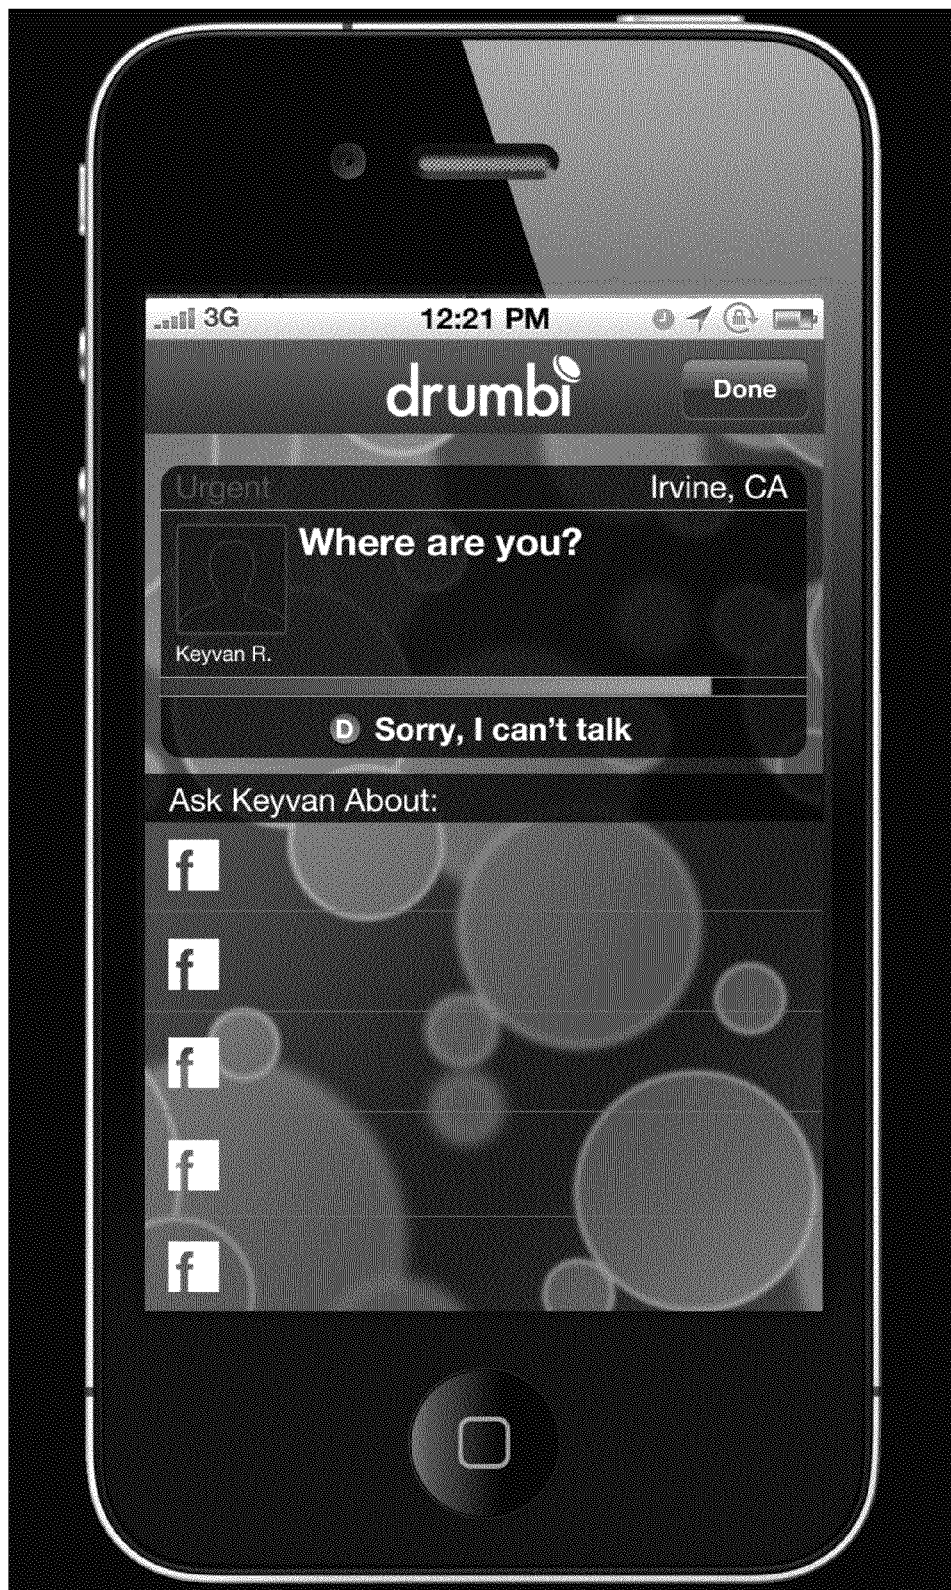 3G 12:21 PM
drumbi
Done
Urgent Irvine, CA
Where are you?
Keyvan R.
D Sorry, I can't talk
Ask Keyvan About:
f
f
f
f
f